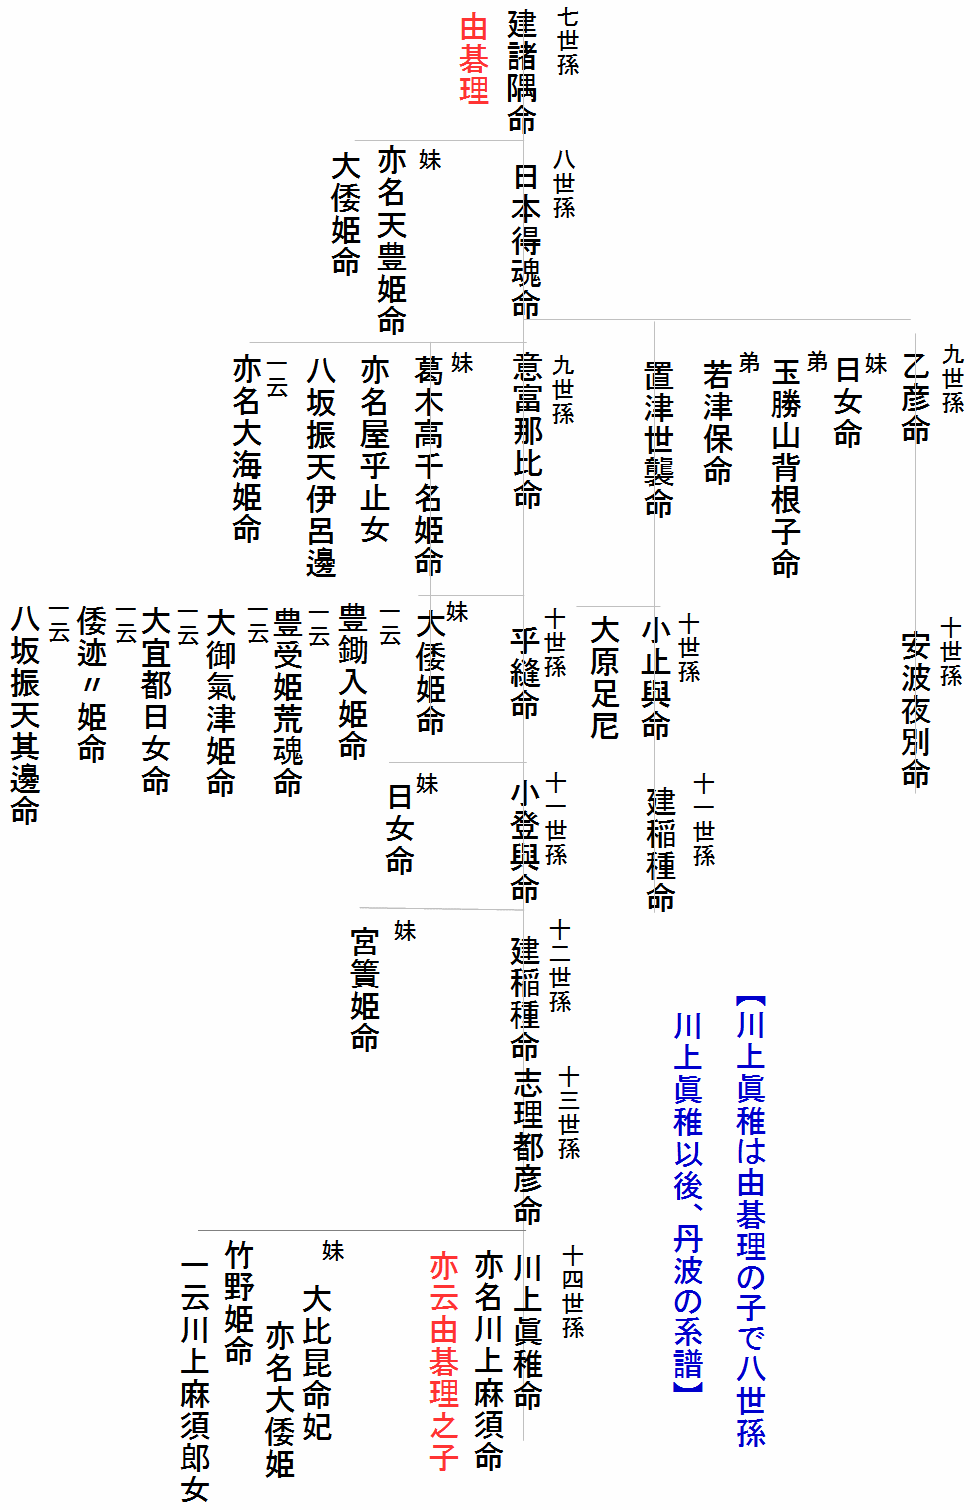 七世孫
建諸隅命
由碁理
八世孫
日本得魂命
妹
亦名天豊姫命
大倭姫命
九世孫
乙彦命
妹
日女命
弟
玉勝山背根子命
弟
若津保命
置津世襲命
九世孫
意富那比命
妹
葛木高千名姫命
亦名屋乎止女
八坂振天伊呂邊
一云
亦名大海姫命
十世孫
安波夜別命
十世孫
小止與命
大原足尼
十世孫
乎縫命
妹
大倭姫命
一云
豊鋤入姫命
一云
豊受姫荒魂命
一云
大御氣津姫命
一云
大宜都日女命
一云
倭迹〃姫命
一云
八坂振天其邊命
十一世孫
建稲種命
十一世孫
小登與命
妹
日女命
十二世孫
建稲種命
妹
宮簀姫命
十三世孫
志理都彦命
十四世孫
川上眞稚命
亦名川上麻須命
亦云由碁理之子
妹
大比昆命妃
亦名大倭姫
竹野姫命
一云川上麻須郎女
【川上眞稚は由碁理の子で八世孫
川上眞稚以後、丹波の系譜】